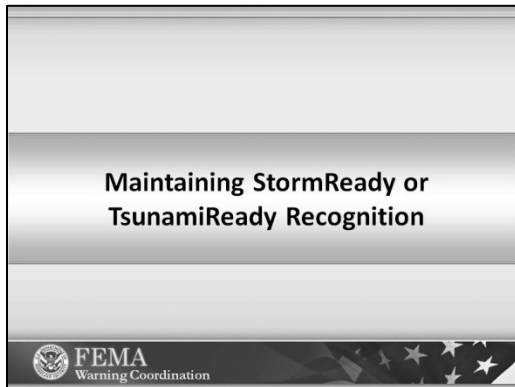 Maintaining StormReady or
TsunamiReady Recognition
FEMA
Warning Coordination